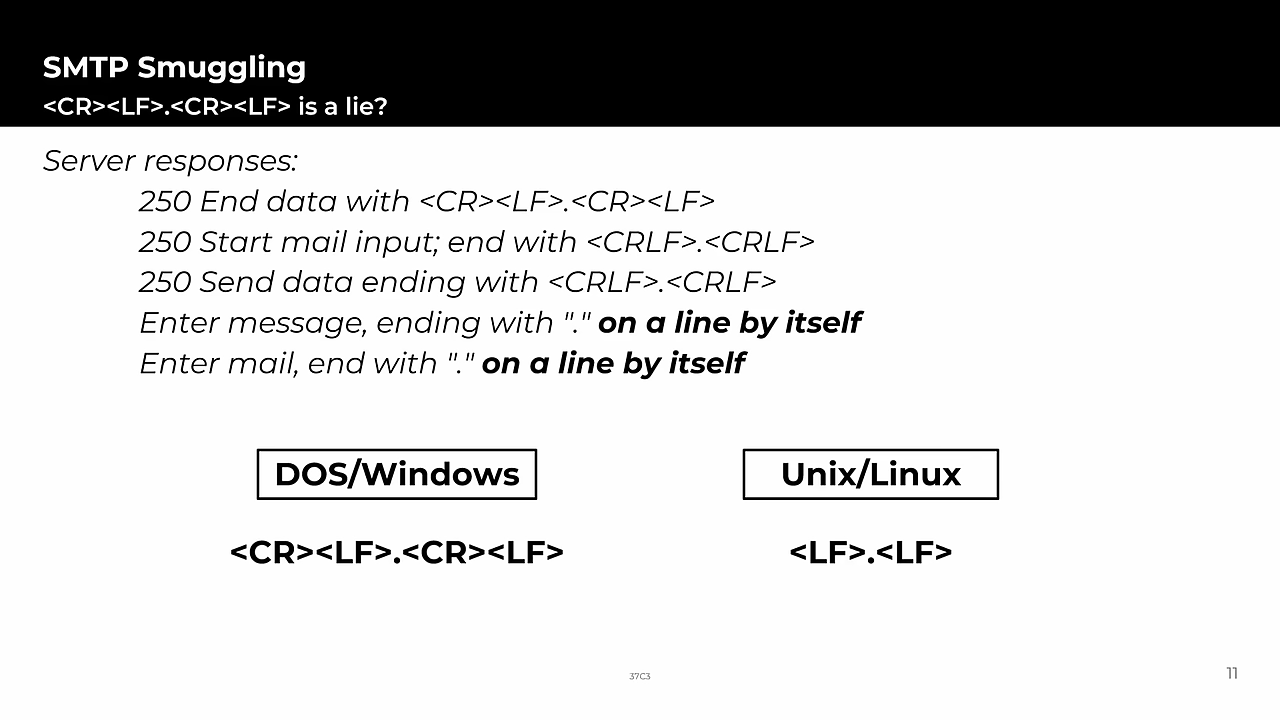 SMTP Smuggling
<CR><LF>.<CR><LF> is a lie?
Server responses:
250 End data with <CR><LF>.<CR><LF>
250 Start mail input; end with <CRLF>.<CRLF>
250 Send data ending with <CRLF>.<CRLF>
Enter message, ending with "." on a line by itself
Enter mail, end with "." on a line by itself
DOS/Windows
Unix/Linux
<CR><LF>.<CR><LF>
<LF>.<LF>
37C3
11